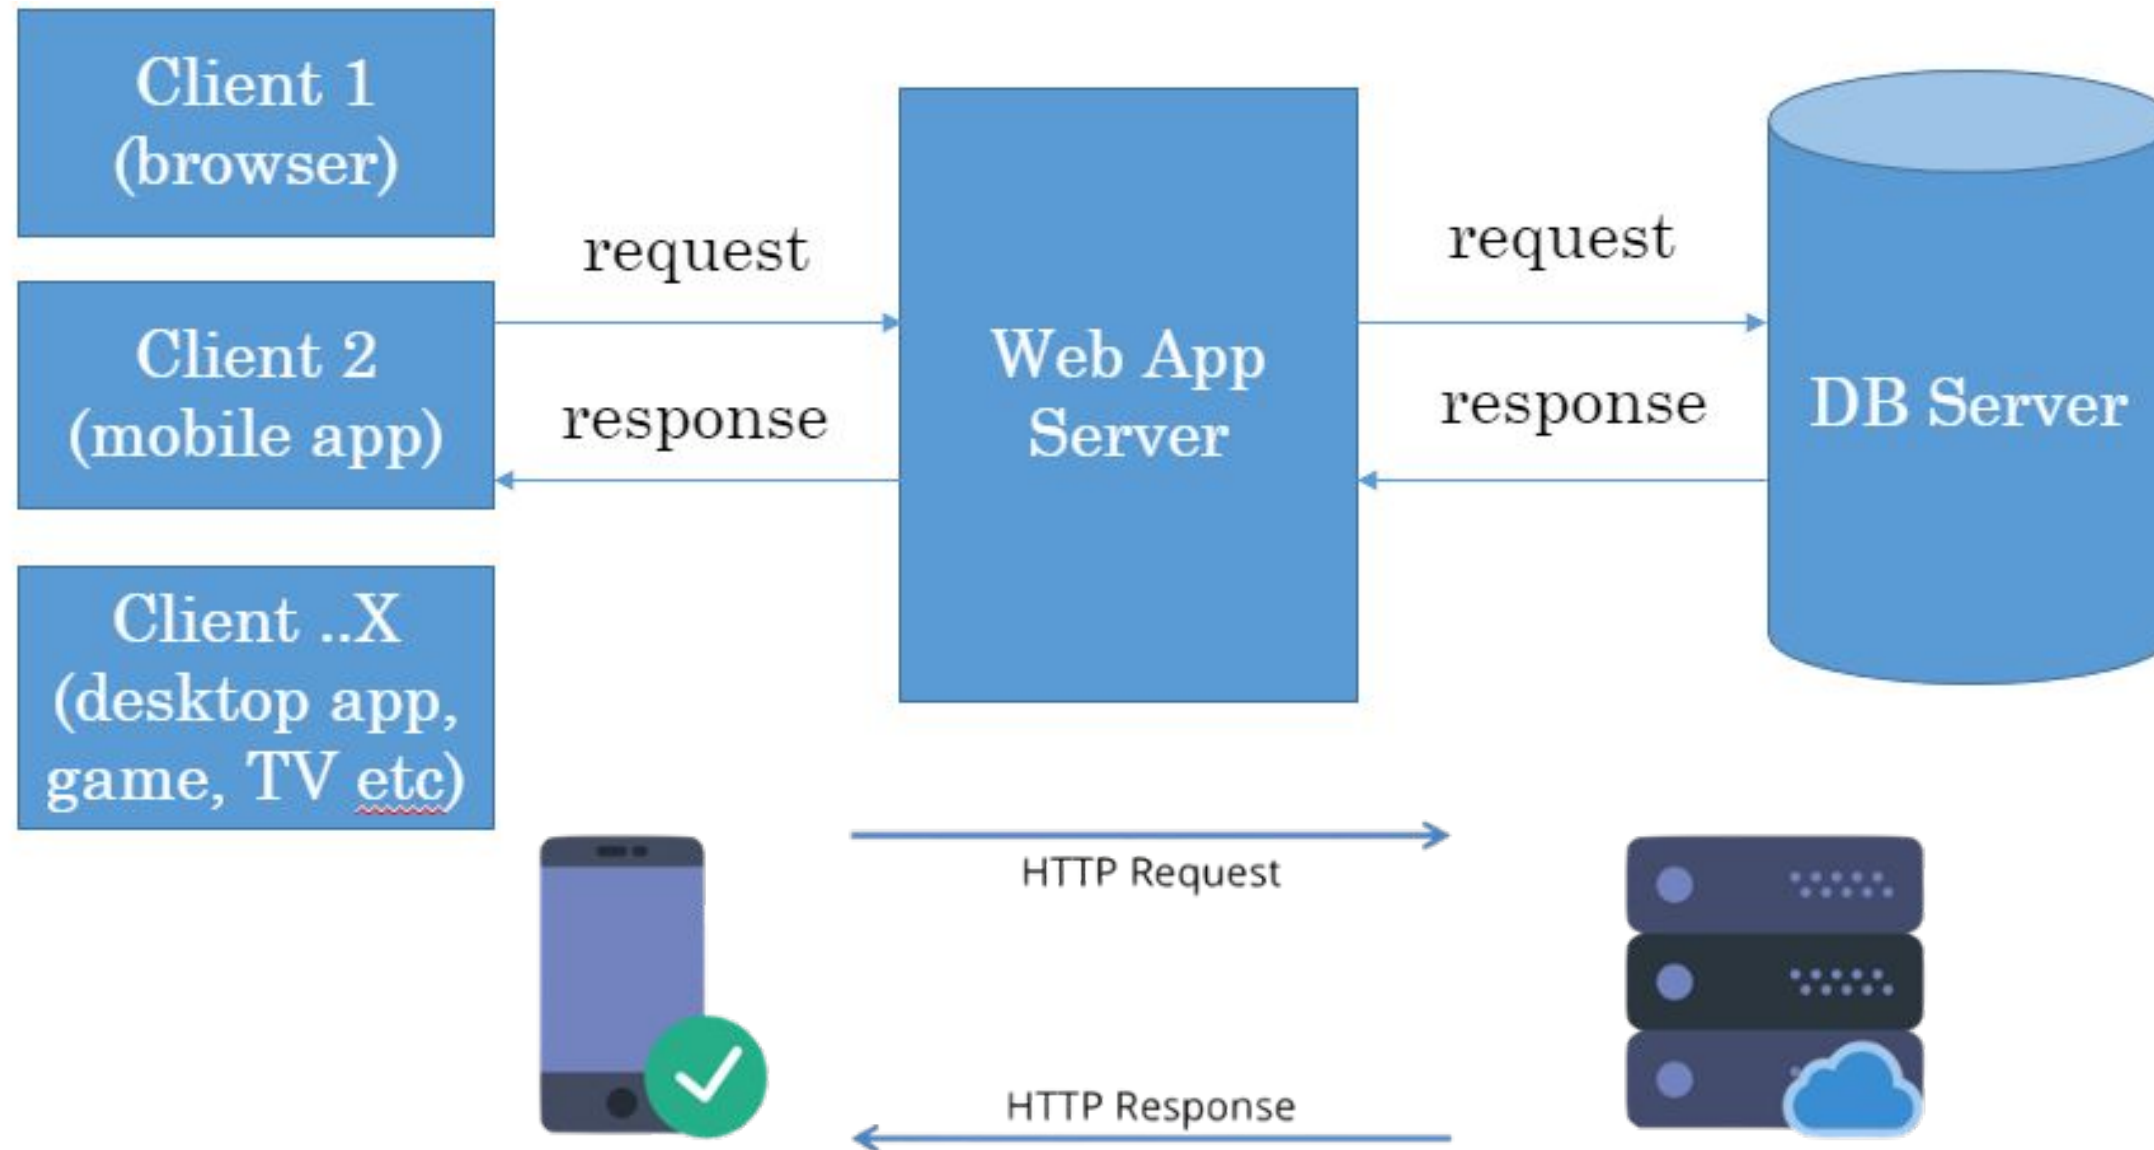 Client 1
(browser)
request
request
Client 2
(mobile app)
response
Web App
Server
response
DB Server
Client ..X
(desktop app,
game, TV etc)
HTTP Request
HTTP Response